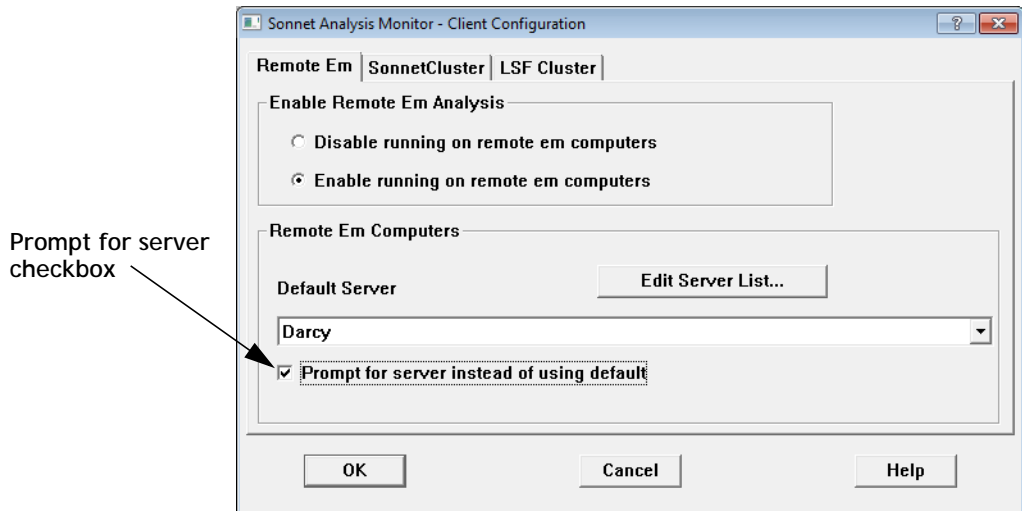 Sonnet Analysis Monitor - Client Configuration
Remote Em
SonnetCluster
LSF Cluster
Enable Remote Em Analysis
Disable running on remote em computers
Enable running on remote em computers
Remote Em Computers
Prompt for server
checkbox
Default Server
Edit Server List...
Darcy
Prompt for server instead of using default
OK
Cancel
Help